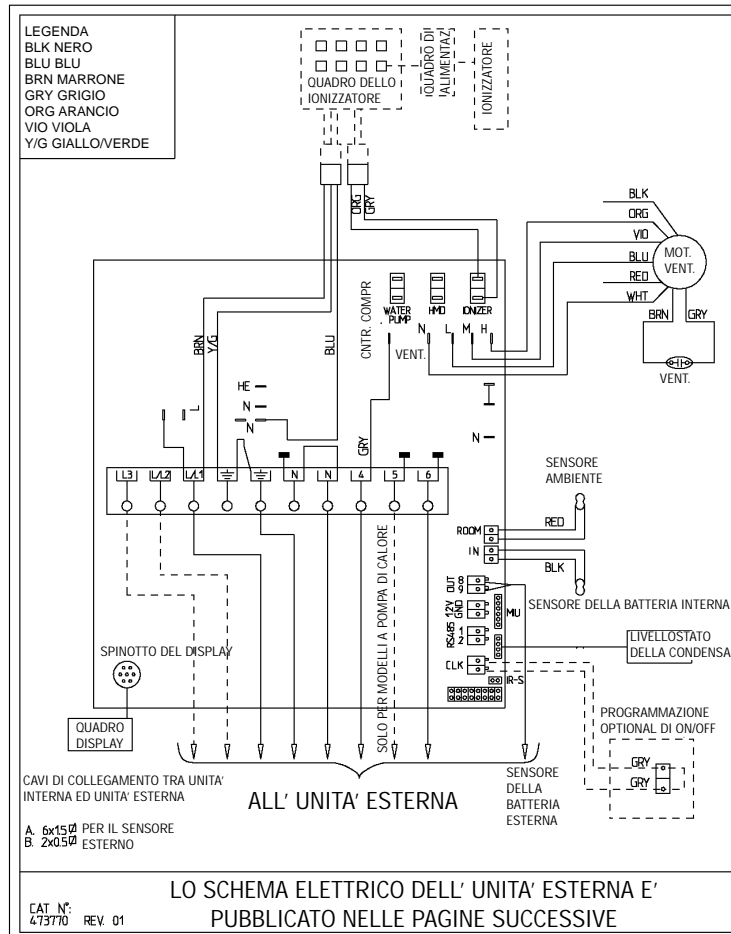 LEGENDA
BLK NERO
BLU BLU
BRN MARRONE
GRY GRIGIO
ORG ARANCIO
VIO VIOLA
Y/G GIALLO/VERDE
QUADRO DELLO
IONIZZATORE
QUADRO DI
ALIMENTAZ
IONIZZATORE
ORG
GRY
BLK
ORG
VIO
BLU
RED
WHT
MOT.
VENT.
BRN
GRY
VENT.
BRN
Y/G
BLU
CNTR. COMPR
WATER
PUMP
HMD
IONIZER
N
L
M
H
VENT.
L
HE
N
N
GRY
N
L3
L/L2
L/L1
N
N
4
5
6
SENSORE
AMBIENTE
RED
ROOM
IN
BLK
SENSORE DELLA BATTERIA INTERNA
OUT
8
9
12V
GND
MU
RS485
1
2
CLK
IR-S
LIVELLOSTATO
DELLA CONDENSA
SOLO PER MODELLI A POMPA DI CALORE
SPINOTTO DEL DISPLAY
QUADRO
DISPLAY
PROGRAMMAZIONE
OPTIONAL DI ON/OFF
GRY
GRY
CAVI DI COLLEGAMENTO TRA UNITA'
INTERNA ED UNITA' ESTERNA
ALL' UNITA' ESTERNA
SENSORE
DELLA
BATTERIA
ESTERNA
A. 6x1.5⌀ PER IL SENSORE
B. 2x0.5⌀ ESTERNO
CAT N°:
473770 REV. 01
LO SCHEMA ELETTRICO DELL' UNITA' ESTERNA E'
PUBBLICATO NELLE PAGINE SUCCESSIVE